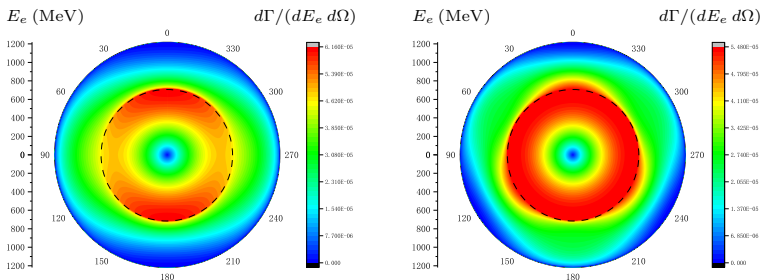 E_e (MeV) dΓ/(dE_e dΩ)
0
30 330
60 300
90 270
120 240
150 210
180
1200
1000
800
600
400
200
0
200
400
600
800
1000
1200
6.160E-05
5.390E-05
4.620E-05
3.850E-05
3.080E-05
2.310E-05
1.540E-05
7.700E-06
0.000
E_e (MeV) dΓ/(dE_e dΩ)
0
30 330
60 300
90 270
120 240
150 210
180
1200
1000
800
600
400
200
0
200
400
600
800
1000
1200
5.480E-05
4.795E-05
4.110E-05
3.425E-05
2.740E-05
2.055E-05
1.370E-05
6.850E-06
0.000